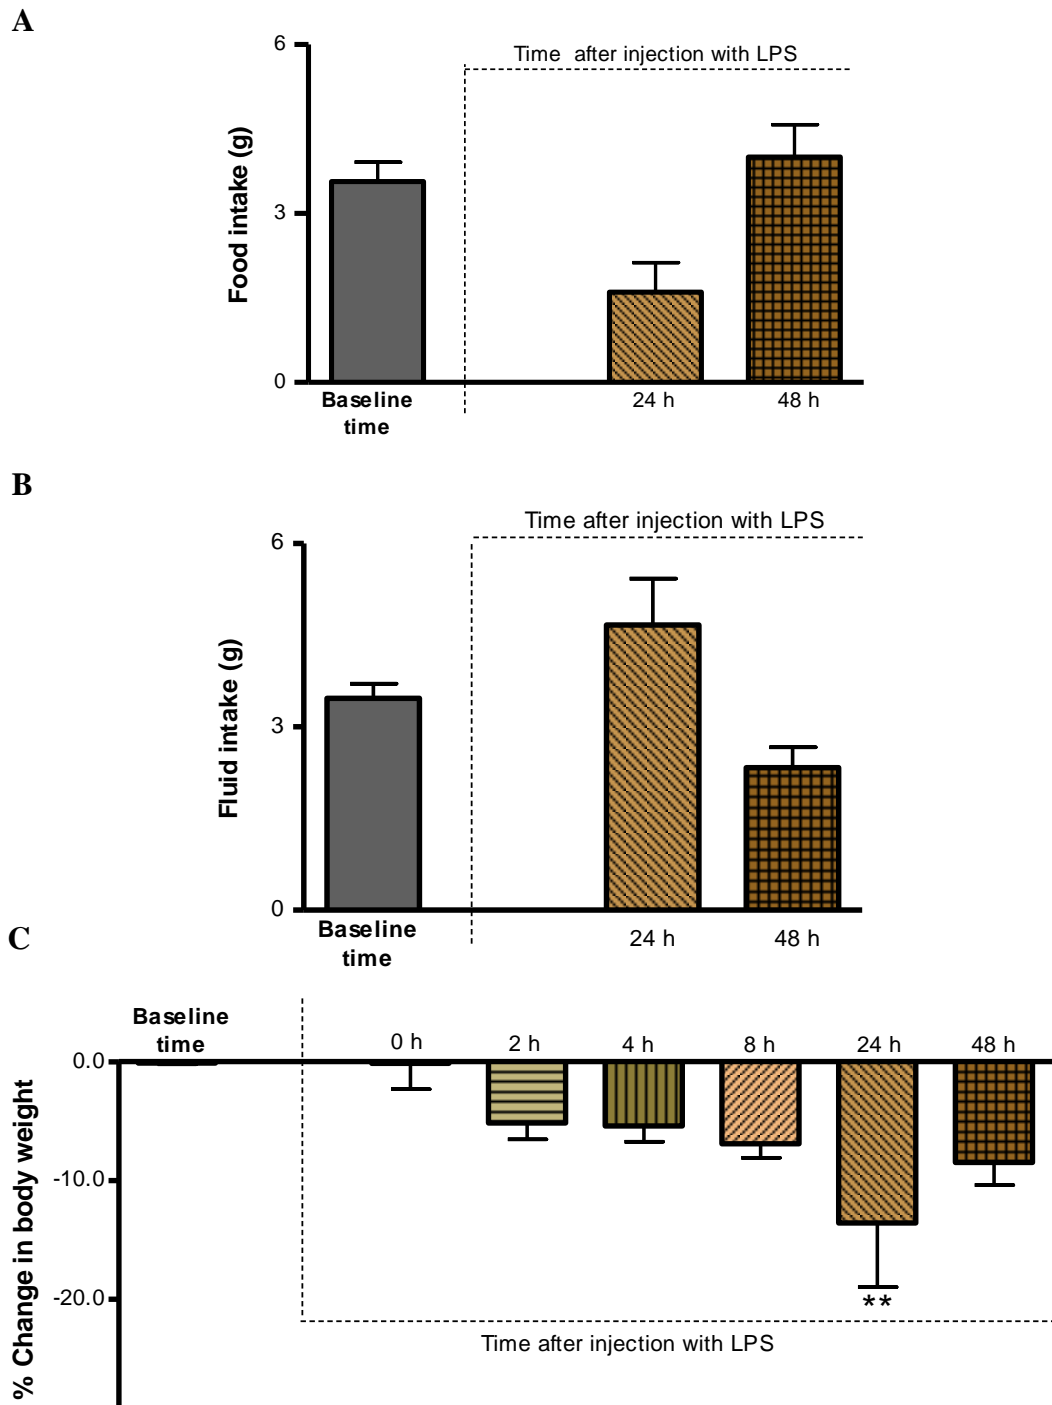 A
6
Time after injection with LPS
Food intake (g)
3
0
Baseline
time
24 h
48 h
B
Time after injection with LPS
6
Fluid intake (g)
3
0
Baseline
time
24 h
48 h
C
Baseline
time
0 h
2 h
4 h
8 h
24 h
48 h
0.0
% Change in body weight
-10.0
-20.0
**
Time after injection with LPS